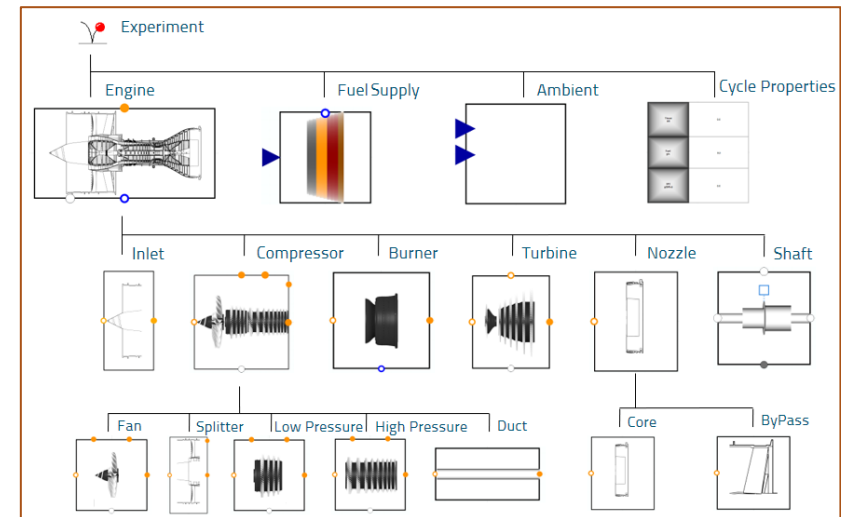 Experiment
Engine
Fuel Supply
Ambient
Cycle Properties
Inlet
Compressor
Burner
Turbine
Nozzle
Shaft
Fan
Splitter
Low Pressure
High Pressure
Duct
Core
ByPass